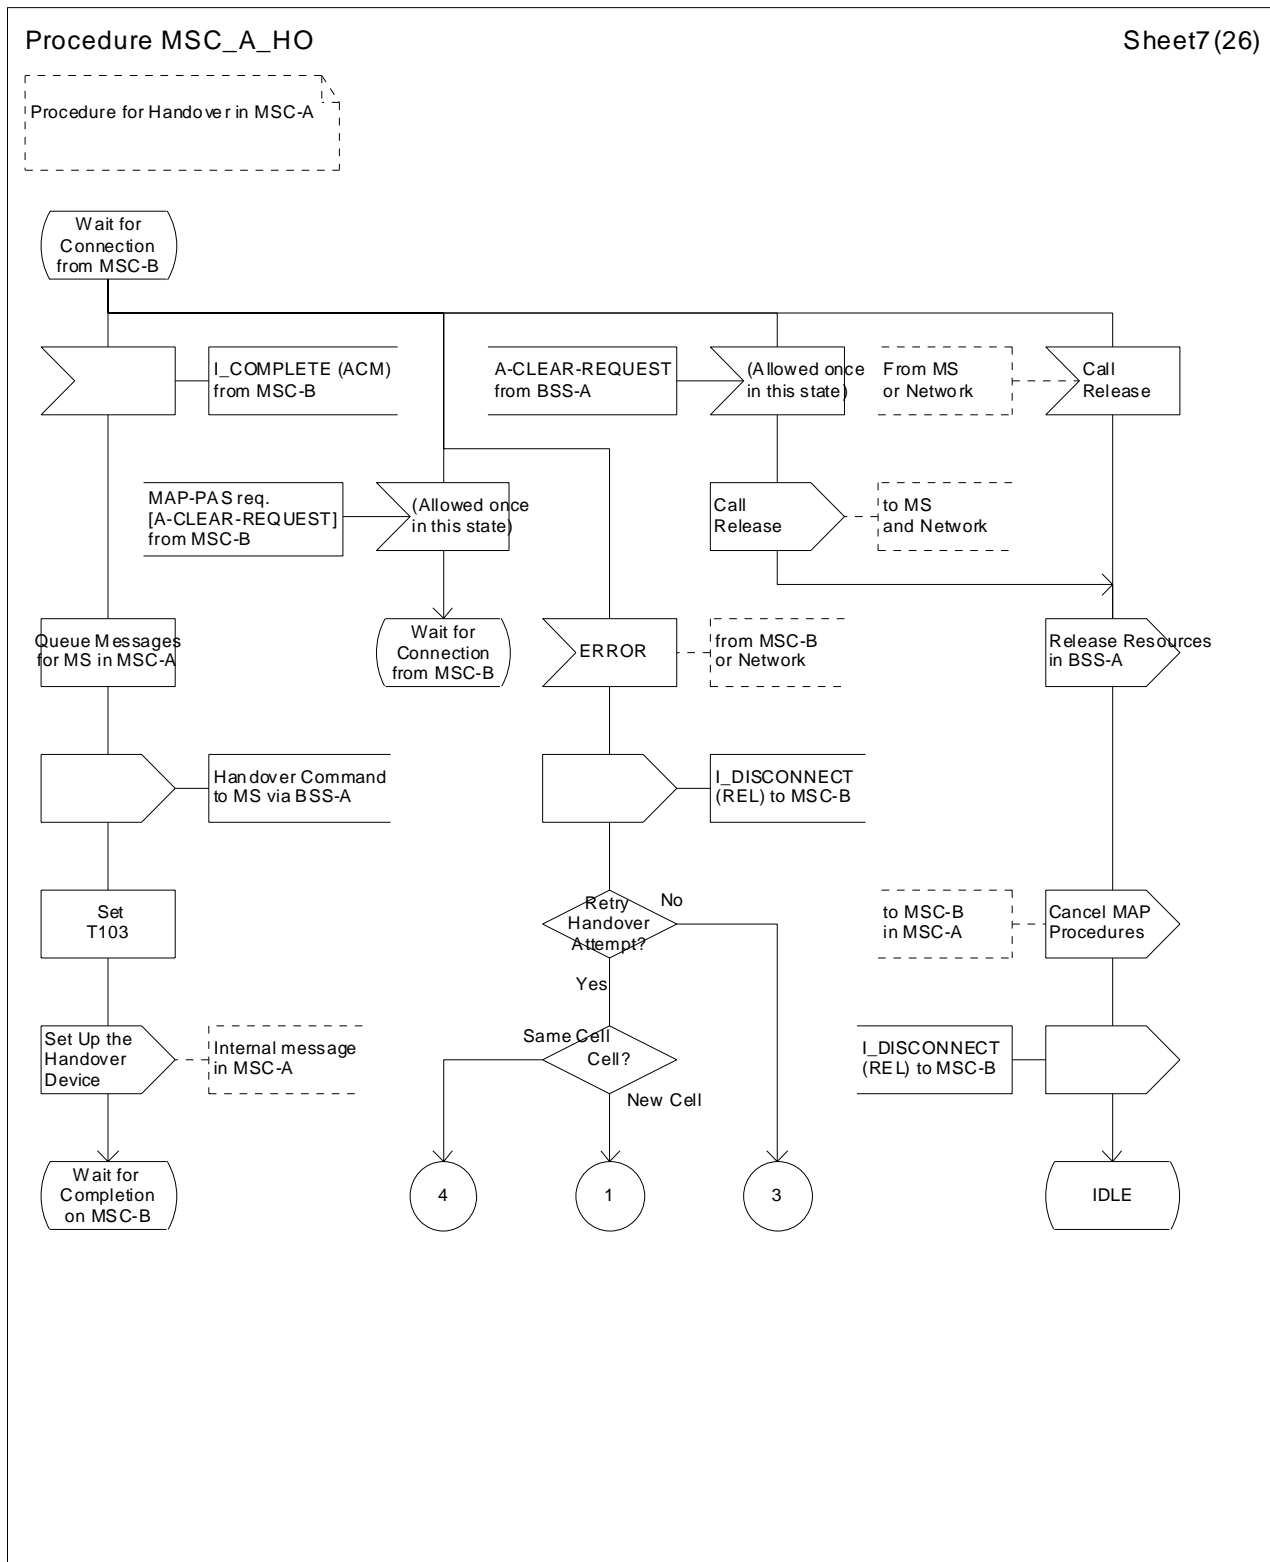 Procedure MSC_A_HO
Sheet7(26)
Procedure for Handover in MSC-A
Wait for
Connection
from MSC-B
I_COMPLETE (ACM)
from MSC-B
A-CLEAR-REQUEST
from BSS-A
(Allowed once
in this state)
From MS
or Network
Call
Release
MAP-PAS req.
[A-CLEAR-REQUEST]
from MSC-B
(Allowed once
in this state)
Call
Release
to MS
and Network
Queue Messages
for MS in MSC-A
Wait for
Connection
from MSC-B
ERROR
from MSC-B
or Network
Release Resources
in BSS-A
Handover Command
to MS via BSS-A
I_DISCONNECT
(REL) to MSC-B
Set
T103
Retry
Handover
Attempt?
No
Yes
to MSC-B
in MSC-A
Cancel MAP
Procedures
Set Up the
Handover
Device
Internal message
in MSC-A
Same Cell
Cell?
New Cell
I_DISCONNECT
(REL) to MSC-B
Wait for
Completion
on MSC-B
4
1
3
IDLE